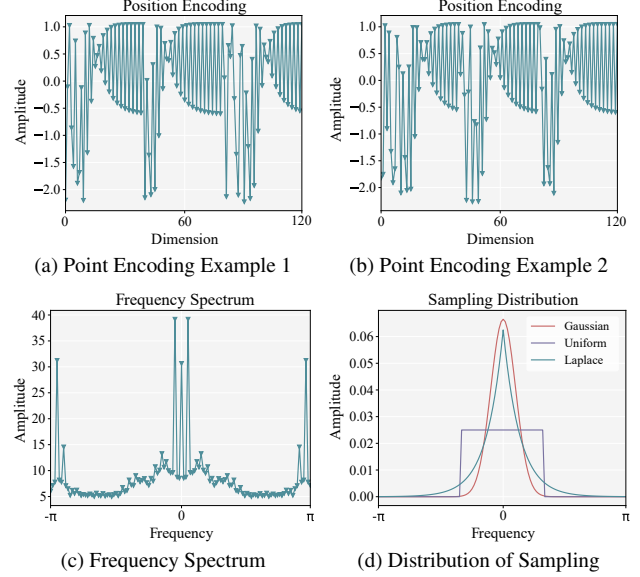 Position Encoding
Position Encoding
Amplitude
1.0
0.5
0.0
−0.5
−1.0
−1.5
−2.0
0
60
120
Dimension
Amplitude
1.0
0.5
0.0
−0.5
−1.0
−1.5
−2.0
0
60
120
Dimension
(a) Point Encoding Example 1
(b) Point Encoding Example 2
Frequency Spectrum
Amplitude
40
35
30
25
20
15
10
5
-π
0
π
Frequency
Sampling Distribution
Gaussian
Uniform
Laplace
Amplitude
0.06
0.05
0.04
0.03
0.02
0.01
0.00
-π
0
π
Frequency
(c) Frequency Spectrum
(d) Distribution of Sampling